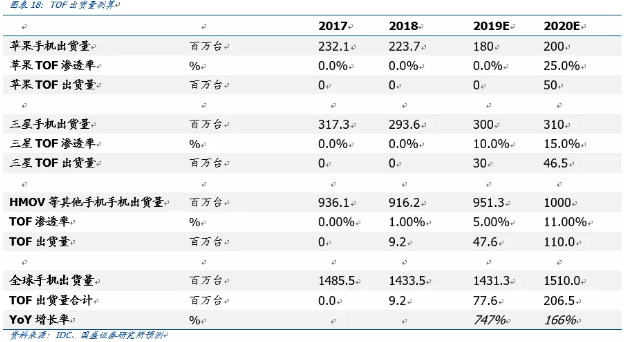 图表 18：TOF 出货量测算
2017 2018 2019E 2020E
苹果手机出货量 百万台 232.1 223.7 180 200
苹果 TOF 渗透率 % 0.0% 0.0% 0.0% 25.0%
苹果 TOF 出货量 百万台 0 0 0 50
三星手机出货量 百万台 317.3 293.6 300 310
三星 TOF 渗透率 % 0.0% 0.0% 10.0% 15.0%
三星 TOF 出货量 百万台 0 0 30 46.5
HMOV 等其他手机手机出货量 百万台 936.1 916.2 951.3 1000
TOF 渗透率 % 0.00% 1.00% 5.00% 11.00%
TOF 出货量 百万台 0 9.2 47.6 110.0
全球手机出货量 百万台 1485.5 1433.5 1431.3 1510.0
TOF 出货量合计 百万台 0.0 9.2 77.6 206.5
YoY 增长率 % 747% 166%
资料来源：IDC、国盛证券研究所预测